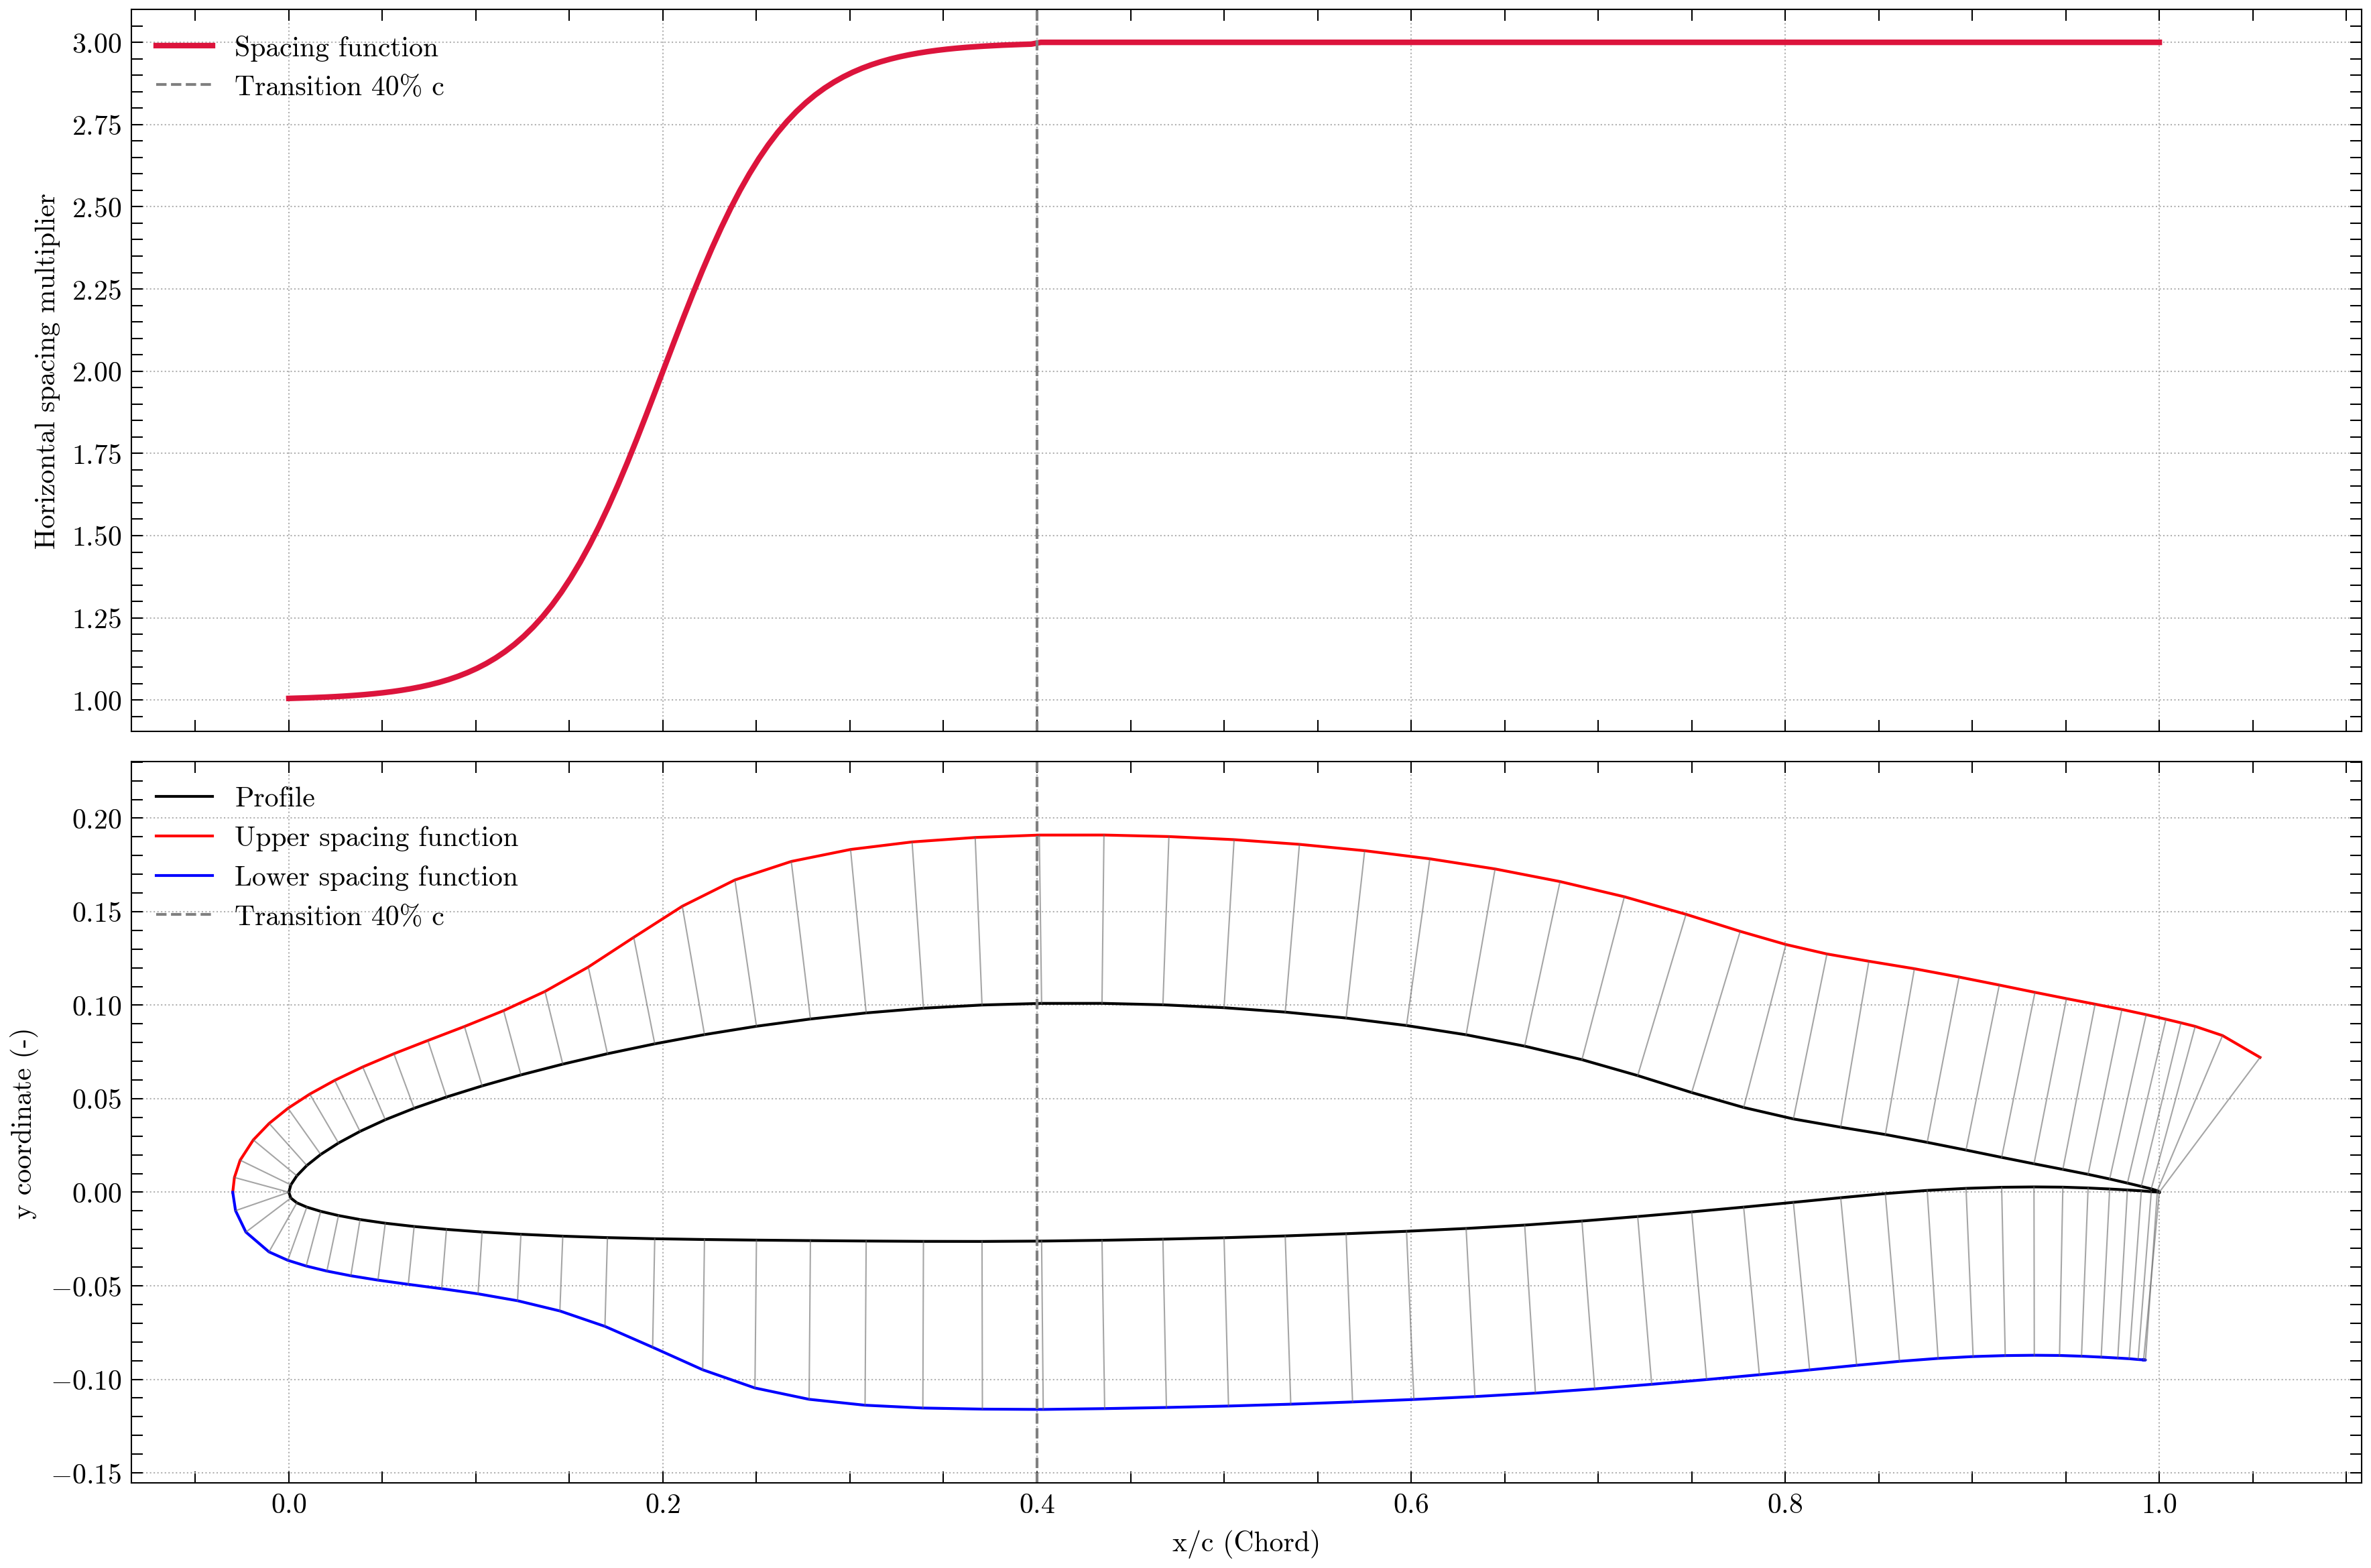 Horizontal spacing multiplier
3.00
2.75
2.50
2.25
2.00
1.75
1.50
1.25
1.00
Spacing function
Transition 40% c
y coordinate (-)
0.20
0.15
0.10
0.05
0.00
−0.05
−0.10
−0.15
Profile
Upper spacing function
Lower spacing function
Transition 40% c
0.0 0.2 0.4 0.6 0.8 1.0
x/c (Chord)